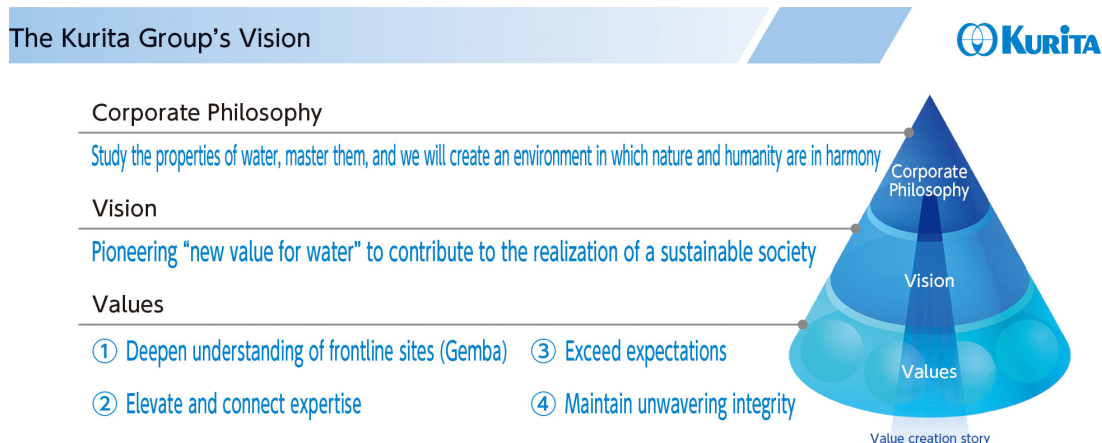 The Kurita Group's Vision
KURITA
Corporate Philosophy
Study the properties of water, master them, and we will create an environment in which nature and humanity are in harmony
Vision
Pioneering “new value for water” to contribute to the realization of a sustainable society
Values
① Deepen understanding of frontline sites (Gemba)
② Elevate and connect expertise
③ Exceed expectations
④ Maintain unwavering integrity
Corporate
Philosophy
Vision
Values
Value creation story